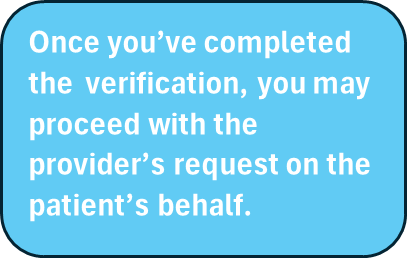 Once you’ve completed
the verification, you may
proceed with the
provider’s request on the
patient’s behalf.